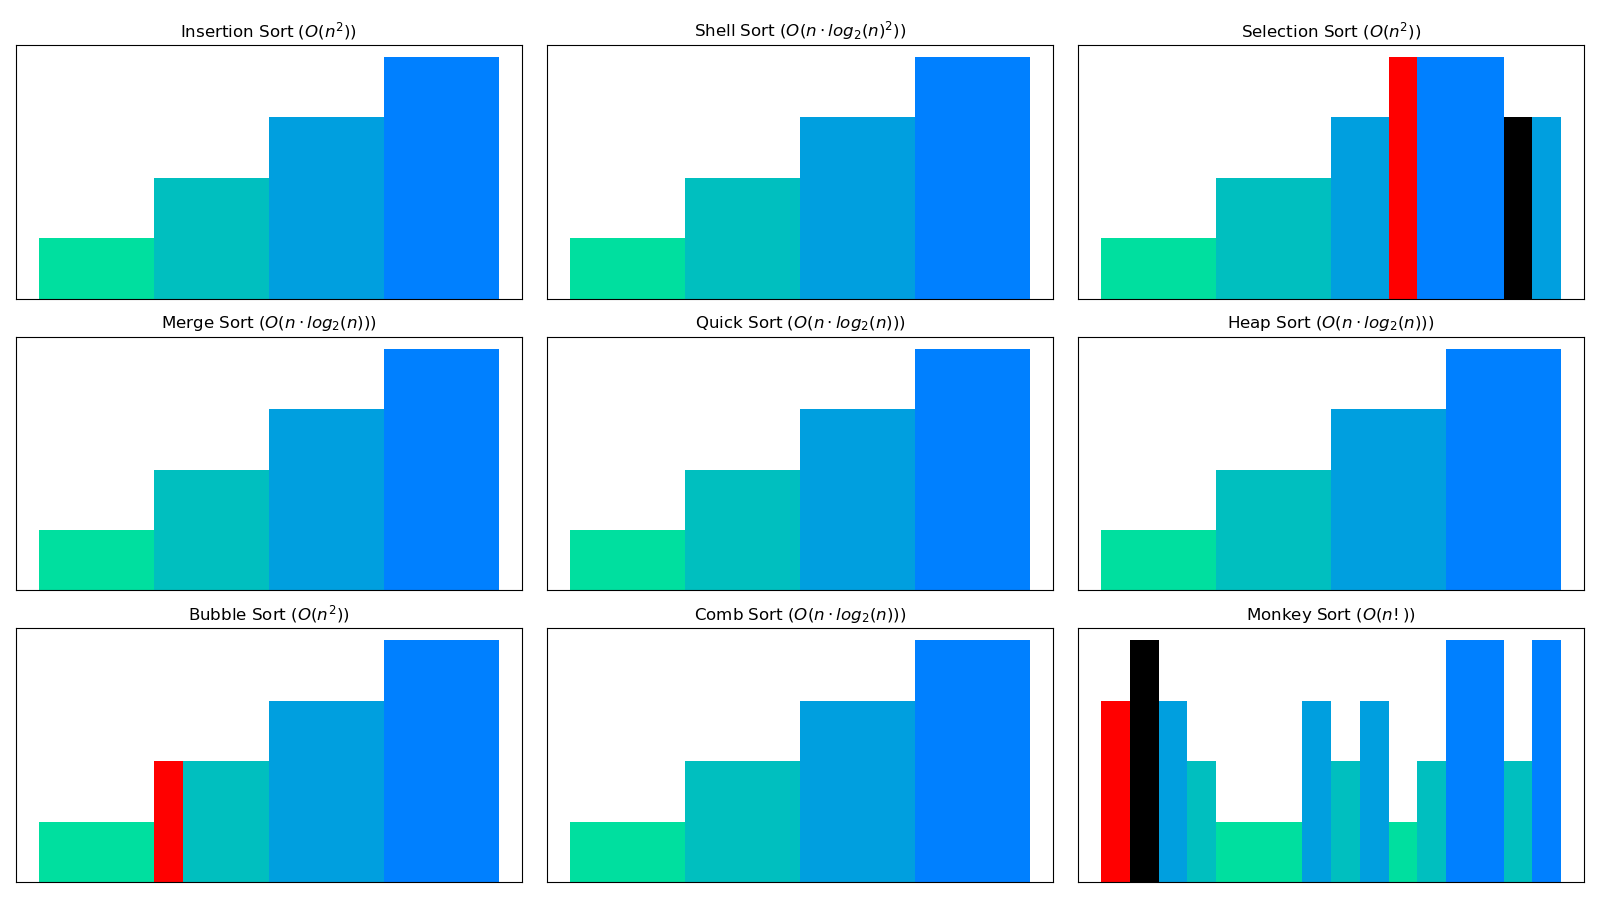 Insertion Sort (O(n²))
Shell Sort (O(n · log₂(n)²))
Selection Sort (O(n²))
Merge Sort (O(n · log₂(n)))
Quick Sort (O(n · log₂(n)))
Heap Sort (O(n · log₂(n)))
Bubble Sort (O(n²))
Comb Sort (O(n · log₂(n)))
Monkey Sort (O(n!))